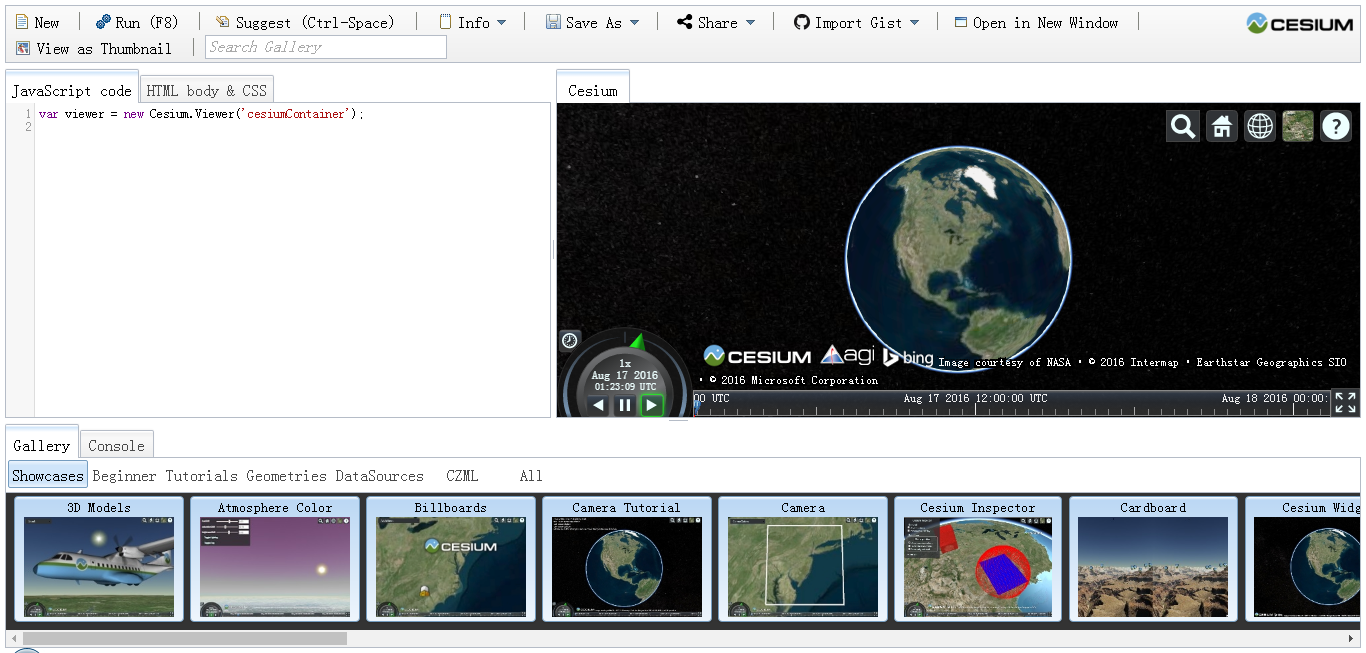 New Run (F8) Suggest (Ctrl-Space) Info Save As Share Import Gist Open in New Window CESIUM
View as Thumbnail Search Gallery
JavaScript code HTML body & CSS
1 var viewer = new Cesium.Viewer('cesiumContainer');
2
Cesium
?
1x
Aug 17 2016
01:23:09 UTC
CESIUM agi bing Image courtesy of NASA • © 2016 Intermap • Earthstar Geographics SIO
• © 2016 Microsoft Corporation
00 UTC Aug 17 2016 12:00:00 UTC Aug 18 2016 00:00:
Gallery Console
Showcases Beginner Tutorials Geometries DataSources CZML All
3D Models Atmosphere Color Billboards Camera Tutorial Camera Cesium Inspector Cardboard Cesium Widg
CESIUM